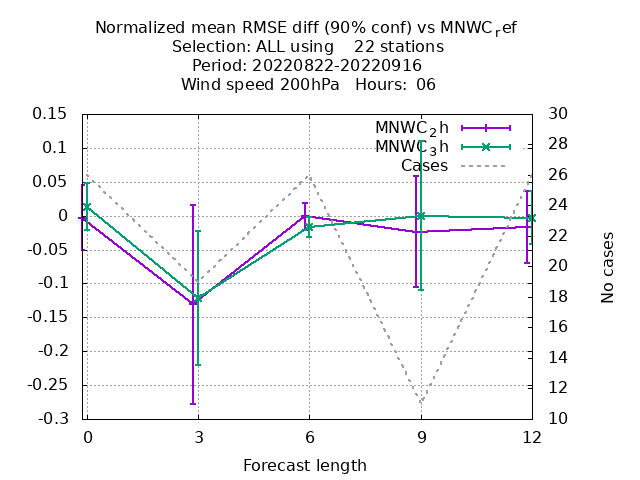 Normalized mean RMSE diff (90% conf) vs MNWC_ref
Selection: ALL using 22 stations
Period: 20220822-20220916
Wind speed 200hPa Hours: 06
0.15
0.1
0.05
0
-0.05
-0.1
-0.15
-0.2
-0.25
-0.3
30
28
26
24
22
20
18
16
14
12
10
MNWC_2h
MNWC_3h
Cases
No cases
0 3 6 9 12
Forecast length